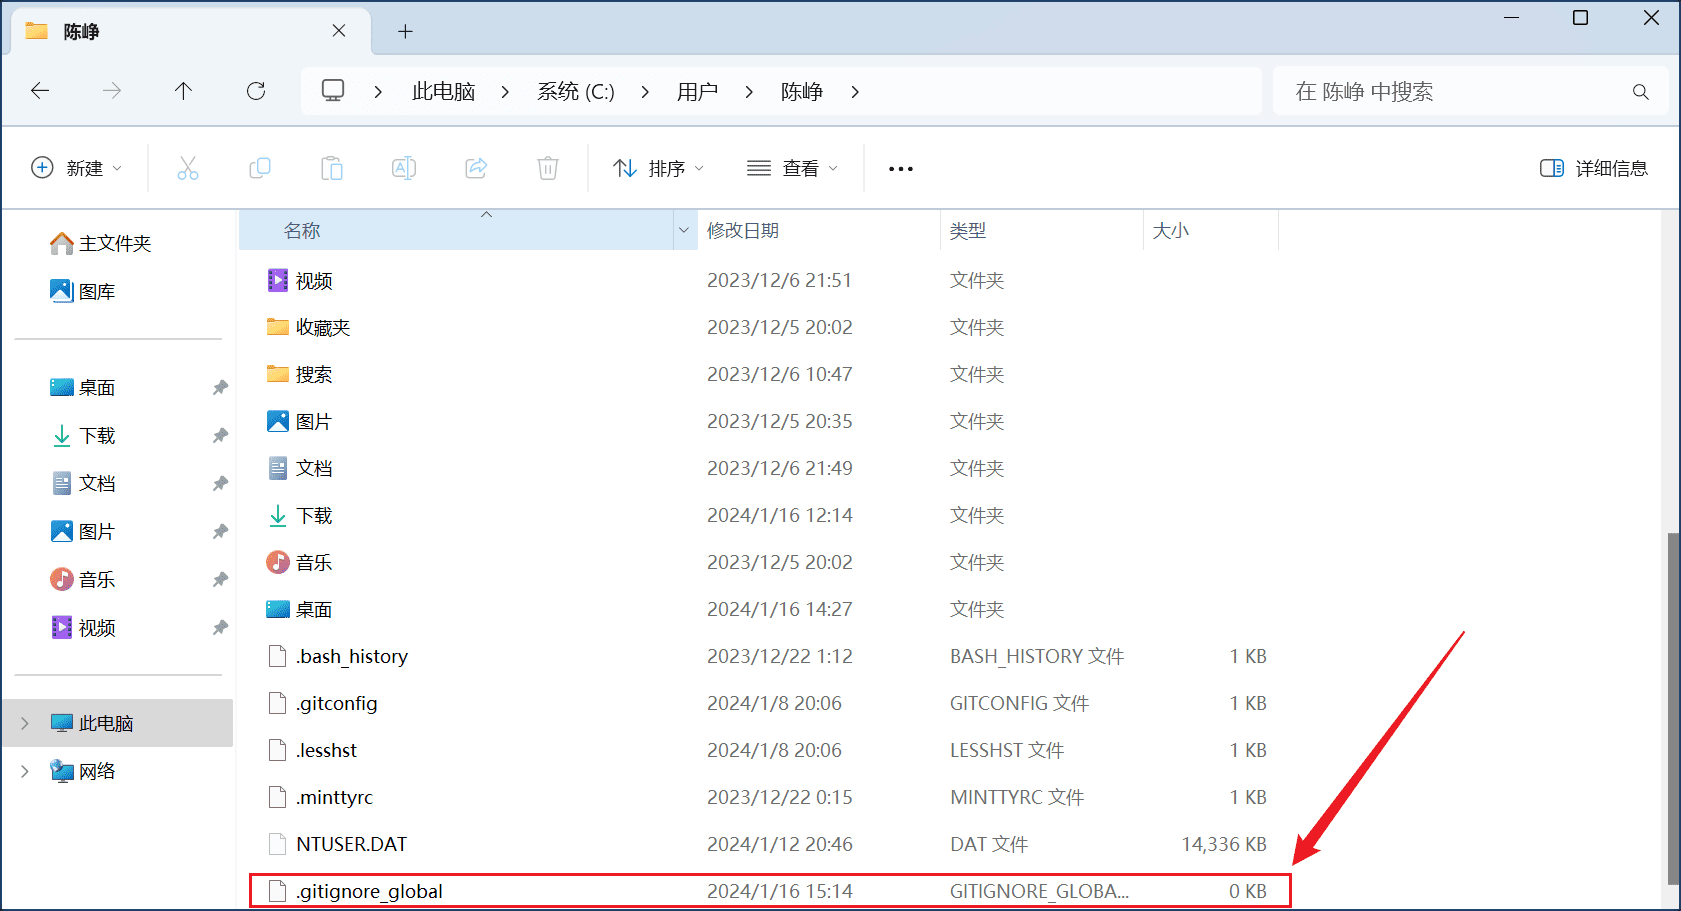 陈峥
此电脑 系统 (C:) 用户 陈峥
在 陈峥 中搜索
新建 排序 查看 详细信息
主文件夹
图库
桌面
下载
文档
图片
音乐
视频
此电脑
网络
名称 修改日期 类型 大小
视频 2023/12/6 21:51 文件夹
收藏夹 2023/12/5 20:02 文件夹
搜索 2023/12/6 10:47 文件夹
图片 2023/12/5 20:35 文件夹
文档 2023/12/6 21:49 文件夹
下载 2024/1/16 12:14 文件夹
音乐 2023/12/5 20:02 文件夹
桌面 2024/1/16 14:27 文件夹
.bash_history 2023/12/22 1:12 BASH_HISTORY 文件 1 KB
.gitconfig 2024/1/8 20:06 GITCONFIG 文件 1 KB
.lesshst 2024/1/8 20:06 LESSHST 文件 1 KB
.minttyrc 2023/12/22 0:15 MINTTYRC 文件 1 KB
NTUSER.DAT 2024/1/12 20:46 DAT 文件 14,336 KB
.gitignore_global 2024/1/16 15:14 GITIGNORE_GLOBA... 0 KB